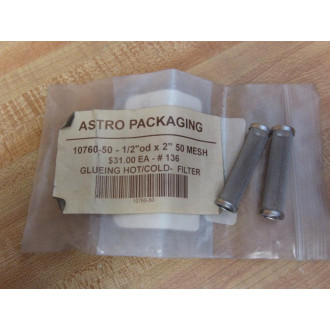 ASTRO PACKAGING
10760-50 - 1/2"od x 2" 50 MESH
$31.00 EA - # 136
GLUEING HOT/COLD- FILTER
10760-50